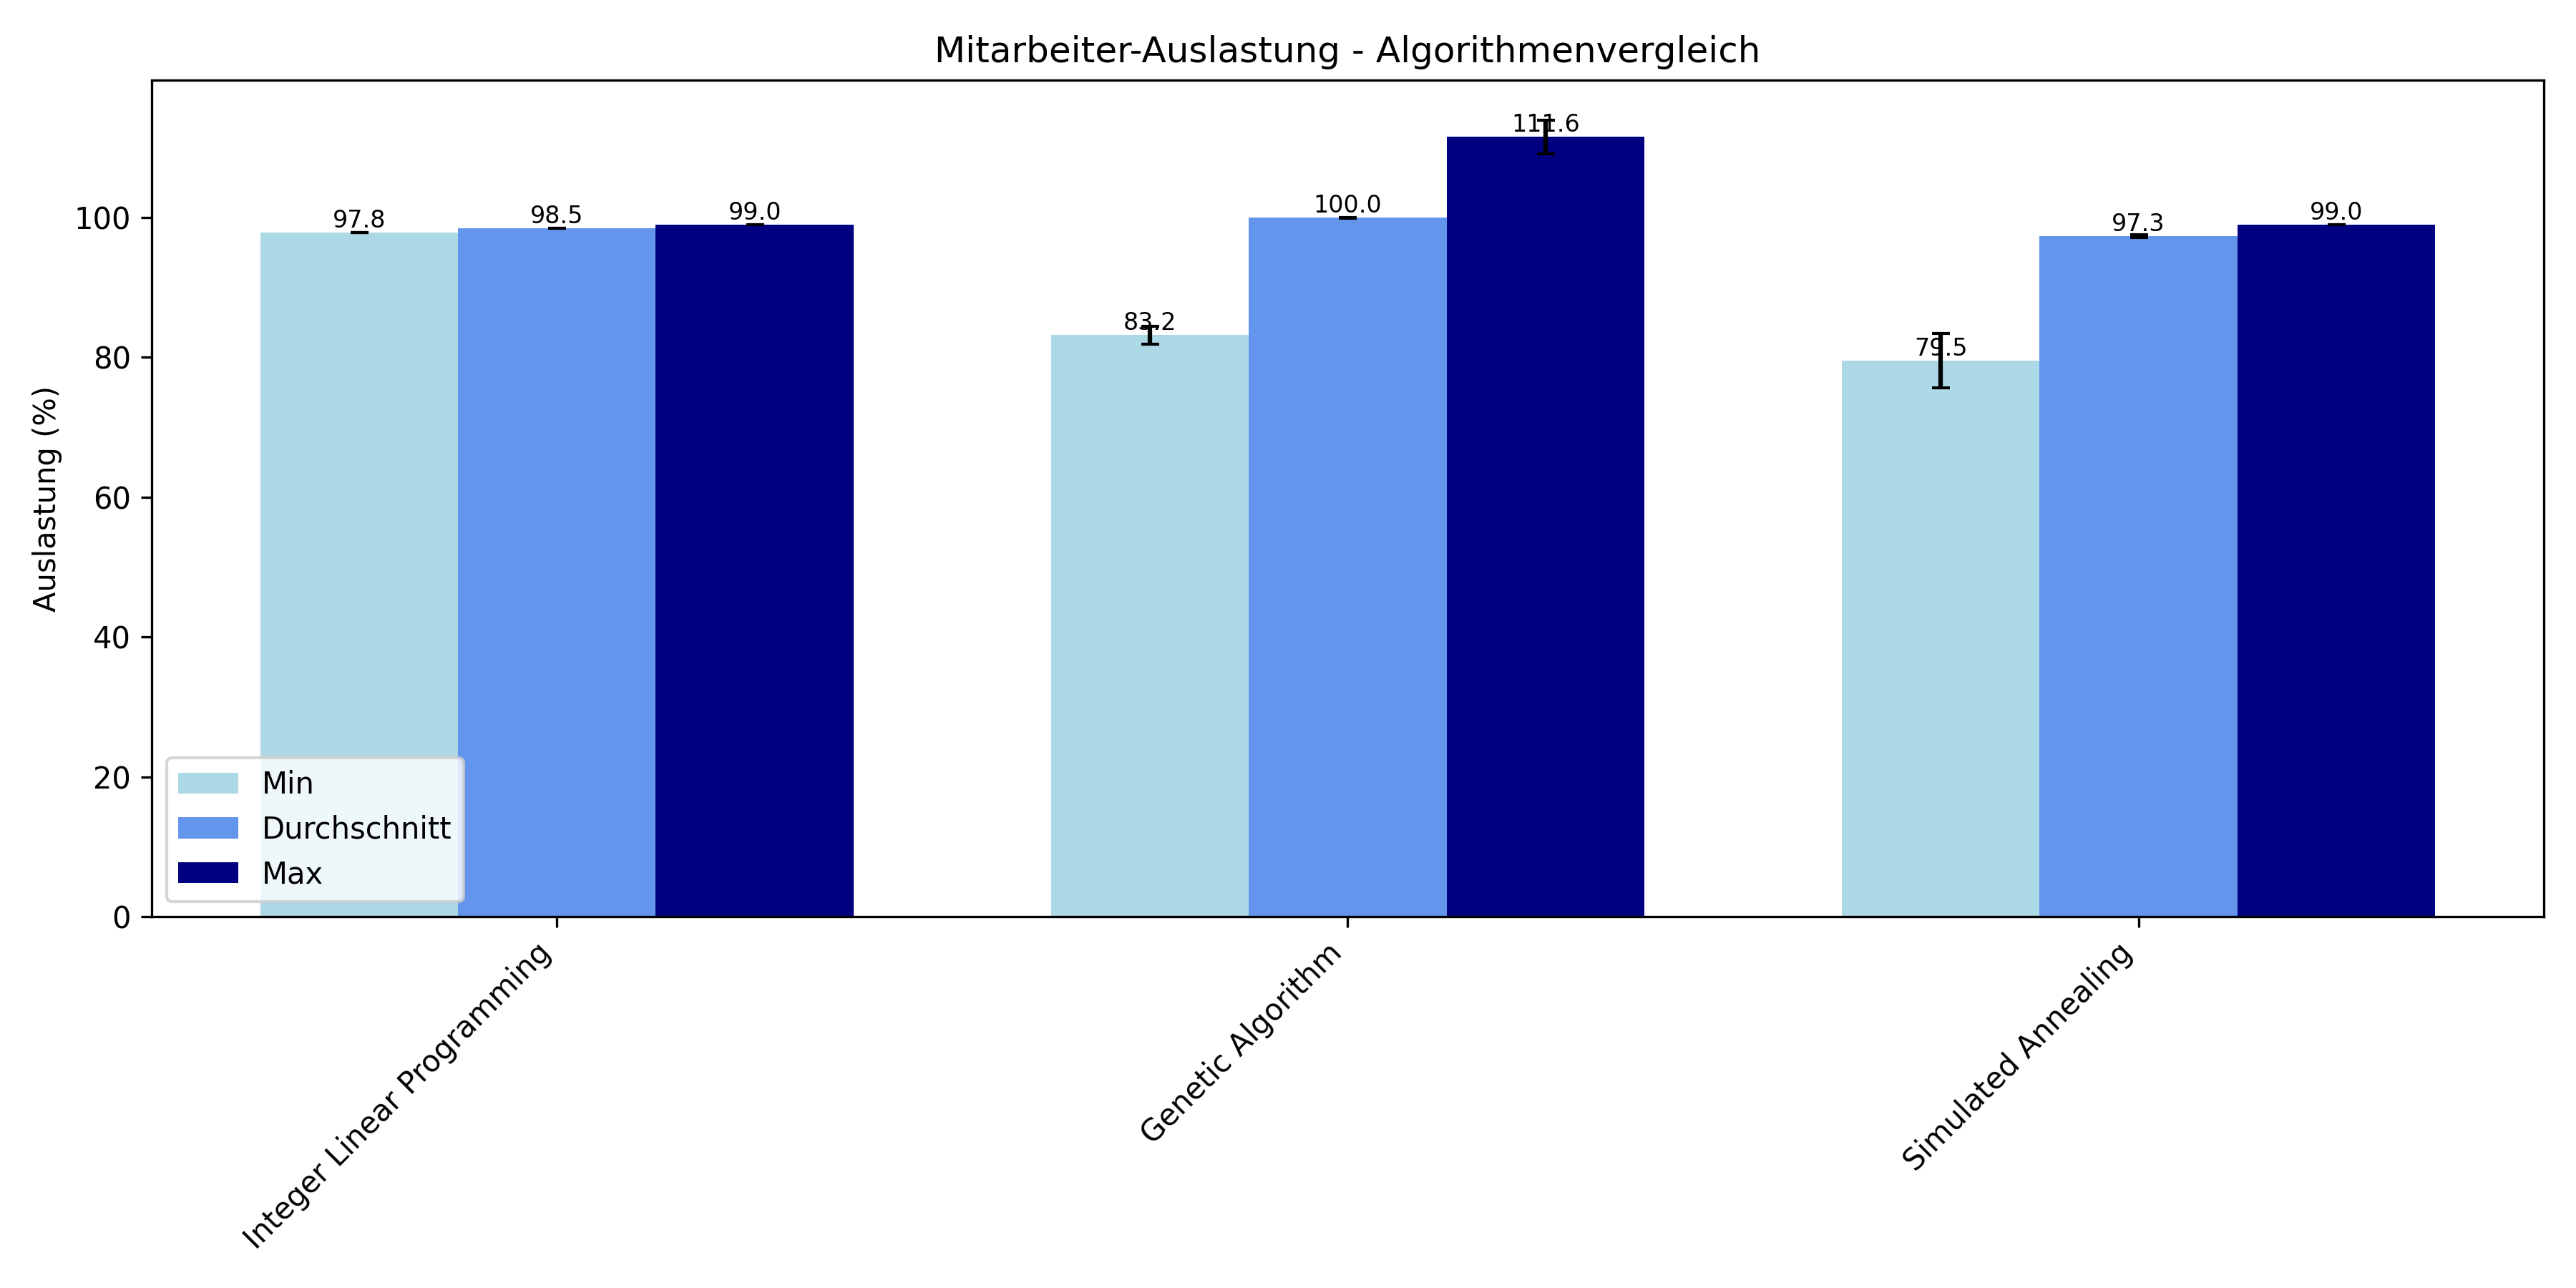 Mitarbeiter-Auslastung - Algorithmenvergleich
Auslastung (%)
100
80
60
40
20
0
97.8
98.5
99.0
83.2
100.0
111.6
79.5
97.3
99.0
Min
Durchschnitt
Max
Integer Linear Programming
Genetic Algorithm
Simulated Annealing